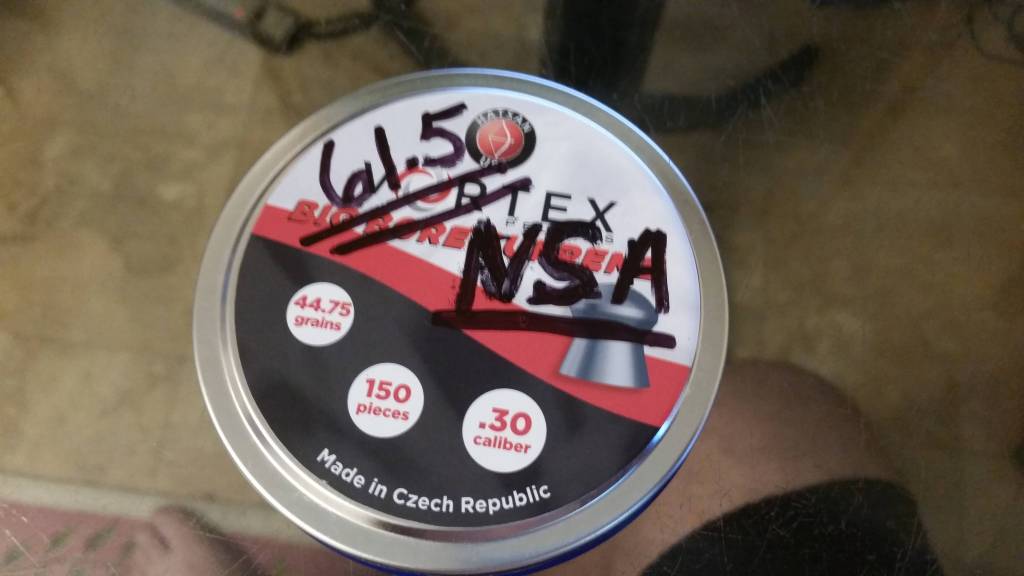 HATSAN
61.5
RTEX
NSA
44.75
grains
150
pieces
.30
caliber
Made in Czech Republic